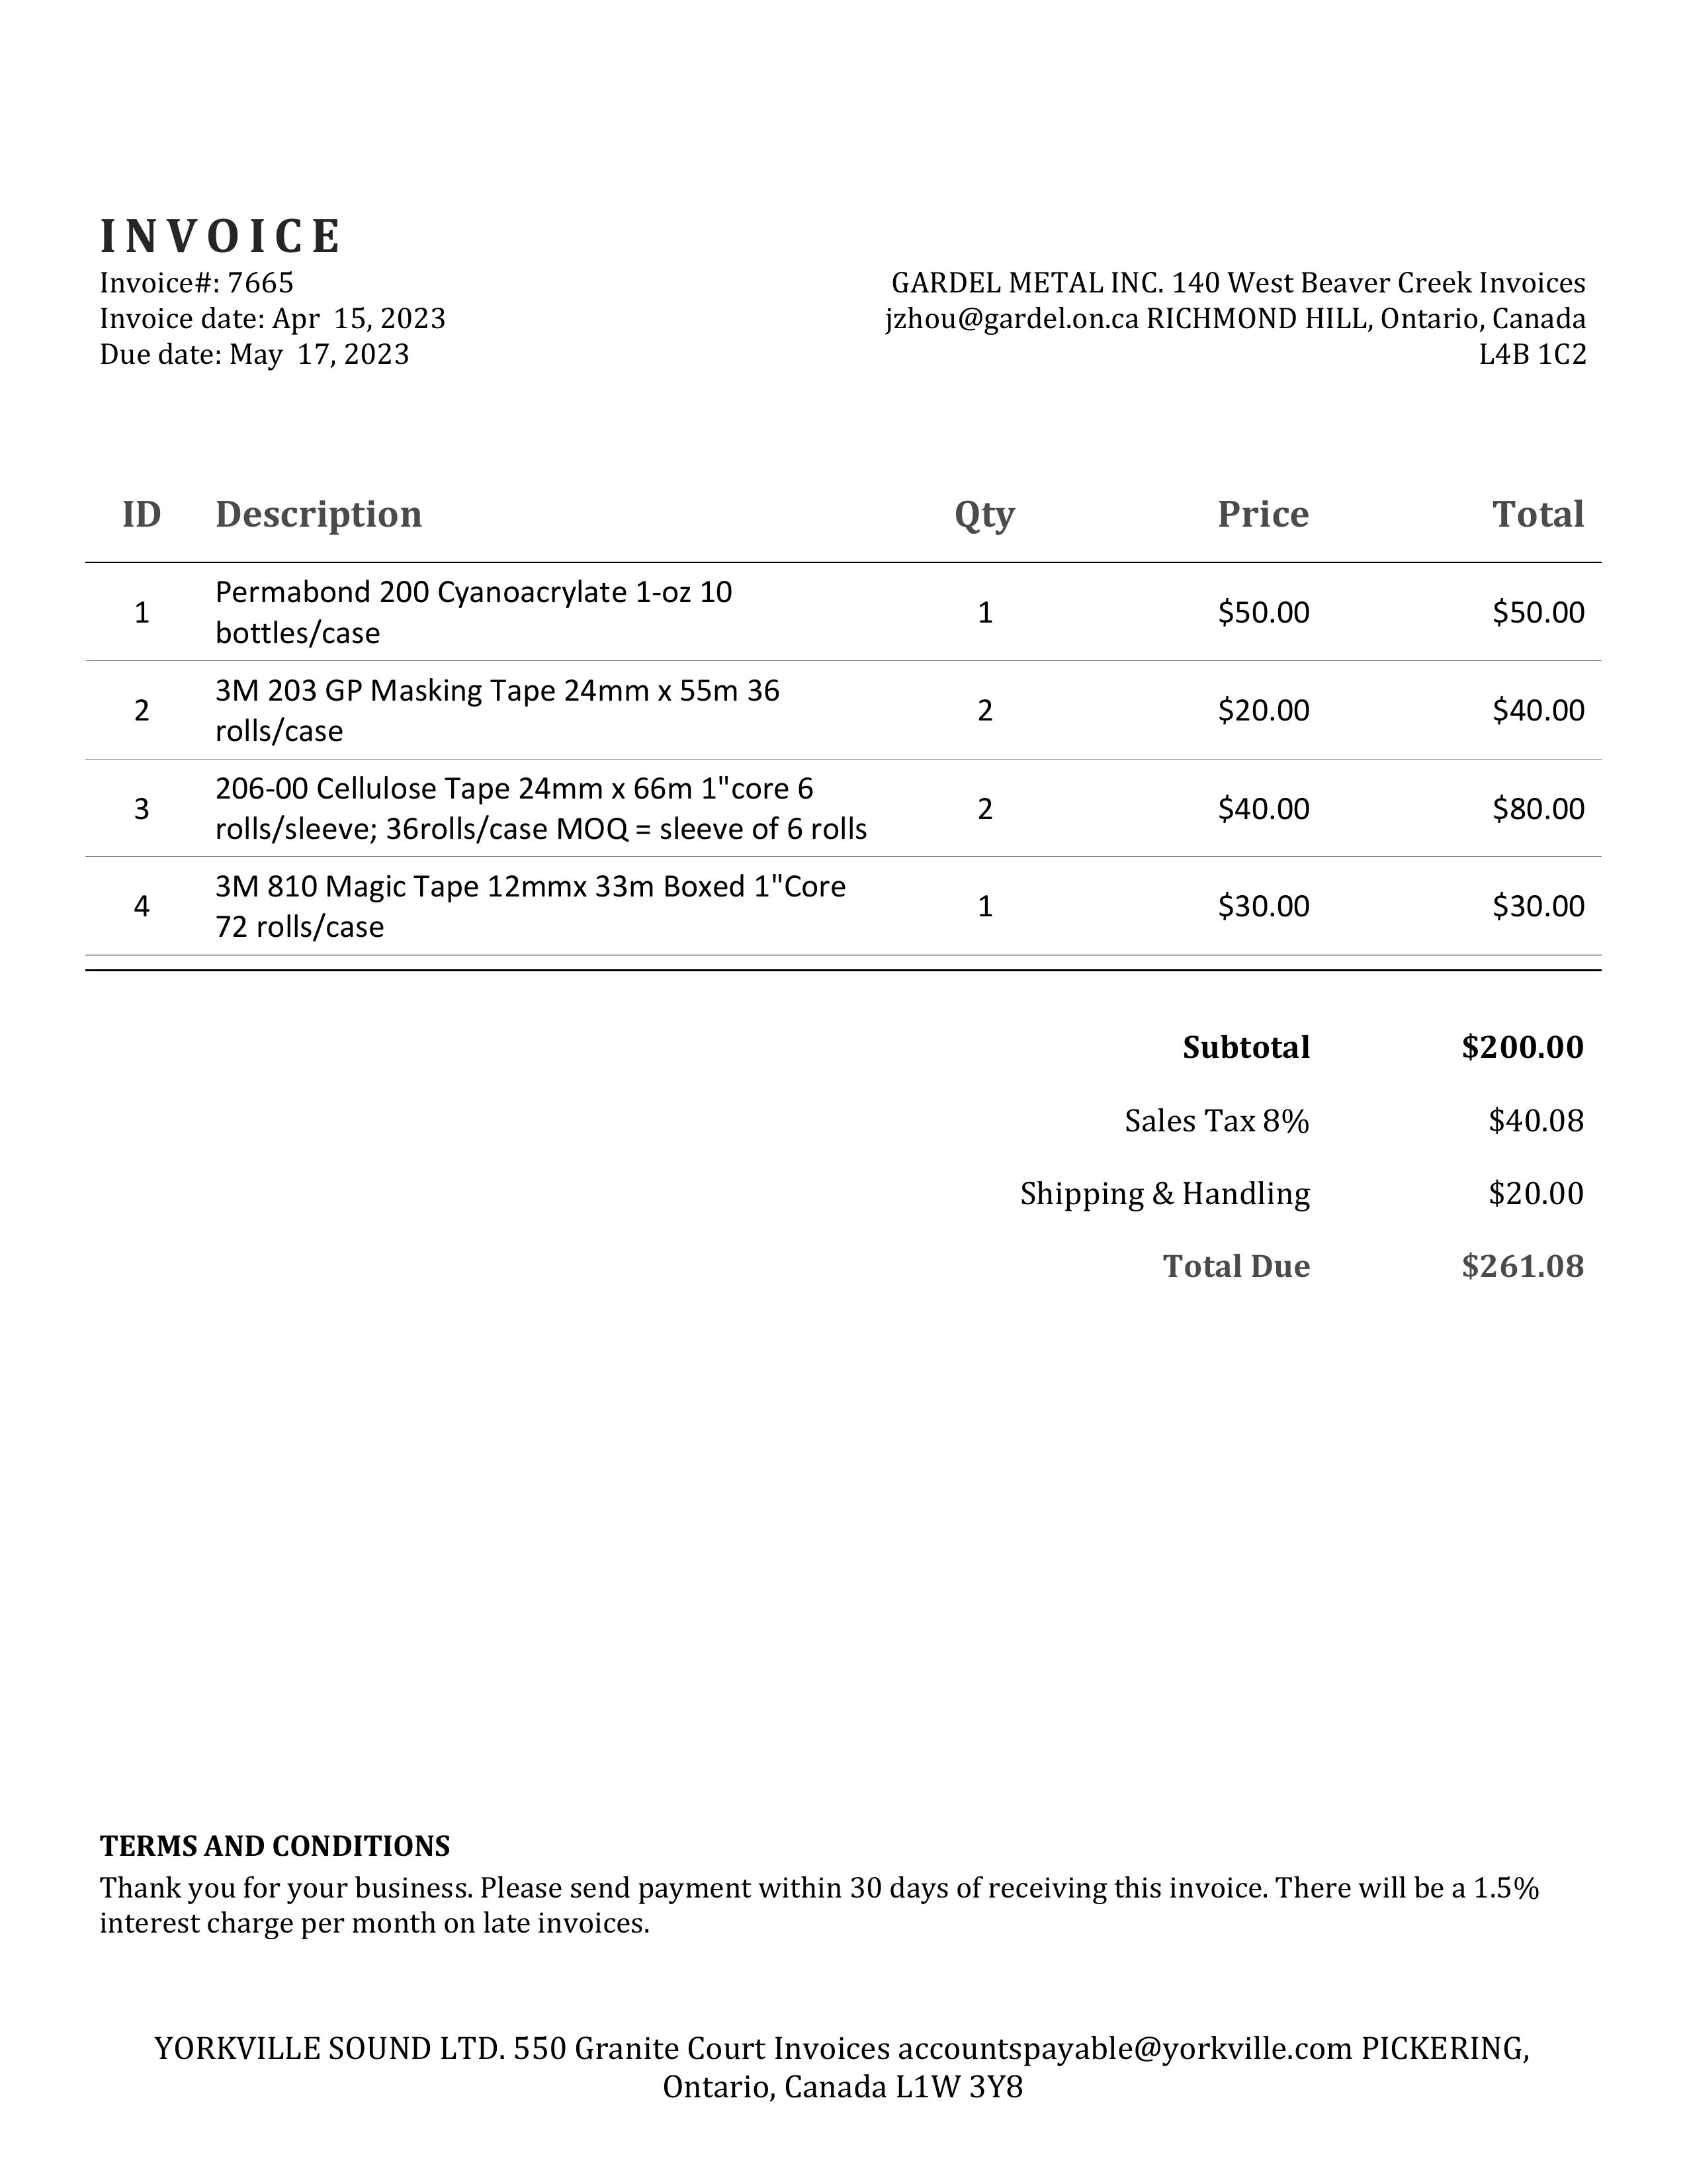 INVOICE
Invoice#: 7665
Invoice date: Apr  15, 2023
Due date: May  17, 2023
GARDEL METAL INC. 140 West Beaver Creek Invoices
jzhou@gardel.on.ca RICHMOND HILL, Ontario, Canada
L4B 1C2
ID Description Qty Price Total
1 Permabond 200 Cyanoacrylate 1-oz 10
bottles/case 1 $50.00 $50.00
2 3M 203 GP Masking Tape 24mm x 55m 36
rolls/case 2 $20.00 $40.00
3 206-00 Cellulose Tape 24mm x 66m 1"core 6
rolls/sleeve; 36rolls/case MOQ = sleeve of 6 rolls 2 $40.00 $80.00
4 3M 810 Magic Tape 12mmx 33m Boxed 1"Core
72 rolls/case 1 $30.00 $30.00
Subtotal $200.00
Sales Tax 8% $40.08
Shipping & Handling $20.00
Total Due $261.08
TERMS AND CONDITIONS
Thank you for your business. Please send payment within 30 days of receiving this invoice. There will be a 1.5%
interest charge per month on late invoices.
YORKVILLE SOUND LTD. 550 Granite Court Invoices accountspayable@yorkville.com PICKERING,
Ontario, Canada L1W 3Y8